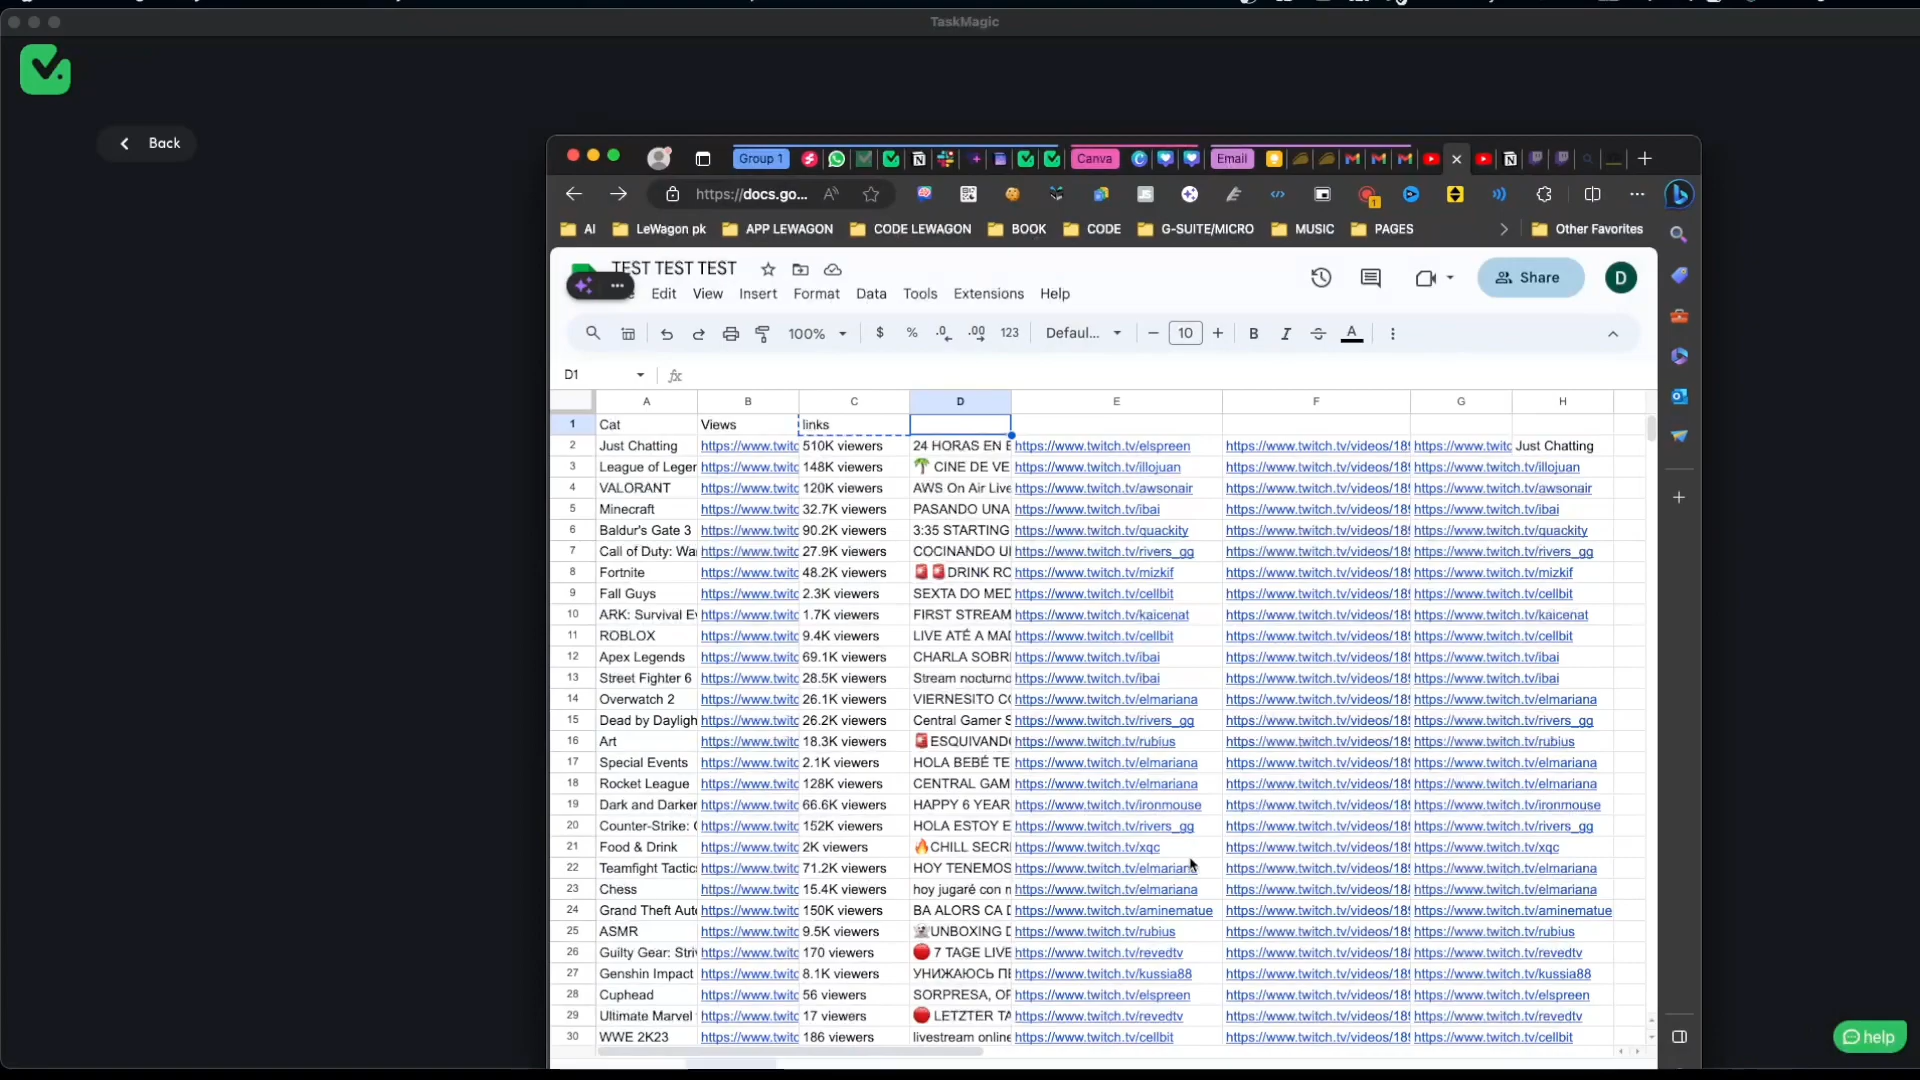 TaskMagic
Back
Group 1
Canva
Email
https://docs.go...
1
AI
LeWagon pk
APP LEWAGON
CODE LEWAGON
BOOK
CODE
G-SUITE/MICRO
MUSIC
PAGES
Other Favorites
TEST TEST TEST
Edit View Insert Format Data Tools Extensions Help
Share
D
100% $ % .0 .00 123 Defaul... 10 B I A
D1 fx
A B C D E F G H
1 Cat Views links
2 Just Chatting https://www.twitc 510K viewers 24 HORAS EN E https://www.twitch.tv/elspreen https://www.twitch.tv/videos/189 https://www.twitc Just Chatting
3 League of Leger https://www.twitc 148K viewers 🌴 CINE DE VE https://www.twitch.tv/illojuan https://www.twitch.tv/videos/189 https://www.twitch.tv/illojuan
4 VALORANT https://www.twitc 120K viewers AWS On Air Live https://www.twitch.tv/awsonair https://www.twitch.tv/videos/189 https://www.twitch.tv/awsonair
5 Minecraft https://www.twitc 32.7K viewers PASANDO UNA https://www.twitch.tv/ibai https://www.twitch.tv/videos/189 https://www.twitch.tv/ibai
6 Baldur's Gate 3 https://www.twitc 90.2K viewers 3:35 STARTING https://www.twitch.tv/quackity https://www.twitch.tv/videos/189 https://www.twitch.tv/quackity
7 Call of Duty: Wa https://www.twitc 27.9K viewers COCINANDO UI https://www.twitch.tv/rivers_gg https://www.twitch.tv/videos/189 https://www.twitch.tv/rivers_gg
8 Fortnite https://www.twitc 48.2K viewers 🚨🚨DRINK RO https://www.twitch.tv/mizkif https://www.twitch.tv/videos/189 https://www.twitch.tv/mizkif
9 Fall Guys https://www.twitc 2.3K viewers SEXTA DO MED https://www.twitch.tv/cellbit https://www.twitch.tv/videos/189 https://www.twitch.tv/cellbit
10 ARK: Survival Ev https://www.twitc 1.7K viewers FIRST STREAM https://www.twitch.tv/kaicenat https://www.twitch.tv/videos/189 https://www.twitch.tv/kaicenat
11 ROBLOX https://www.twitc 9.4K viewers LIVE ATÉ A MAD https://www.twitch.tv/cellbit https://www.twitch.tv/videos/189 https://www.twitch.tv/cellbit
12 Apex Legends https://www.twitc 69.1K viewers CHARLA SOBRI https://www.twitch.tv/ibai https://www.twitch.tv/videos/189 https://www.twitch.tv/ibai
13 Street Fighter 6 https://www.twitc 28.5K viewers Stream nocturno https://www.twitch.tv/ibai https://www.twitch.tv/videos/189 https://www.twitch.tv/ibai
14 Overwatch 2 https://www.twitc 26.1K viewers VIERNESITO CO https://www.twitch.tv/elmariana https://www.twitch.tv/videos/189 https://www.twitch.tv/elmariana
15 Dead by Dayligh https://www.twitc 26.2K viewers Central Gamer S https://www.twitch.tv/rivers_gg https://www.twitch.tv/videos/189 https://www.twitch.tv/rivers_gg
16 Art https://www.twitc 18.3K viewers 🚨ESQUIVANDO https://www.twitch.tv/rubius https://www.twitch.tv/videos/189 https://www.twitch.tv/rubius
17 Special Events https://www.twitc 2.1K viewers HOLA BEBÉ TE https://www.twitch.tv/elmariana https://www.twitch.tv/videos/189 https://www.twitch.tv/elmariana
18 Rocket League https://www.twitc 128K viewers CENTRAL GAM https://www.twitch.tv/elmariana https://www.twitch.tv/videos/189 https://www.twitch.tv/elmariana
19 Dark and Darker https://www.twitc 66.6K viewers HAPPY 6 YEAR https://www.twitch.tv/ironmouse https://www.twitch.tv/videos/189 https://www.twitch.tv/ironmouse
20 Counter-Strike: https://www.twitc 152K viewers HOLA ESTOY E https://www.twitch.tv/rivers_gg https://www.twitch.tv/videos/189 https://www.twitch.tv/rivers_gg
21 Food & Drink https://www.twitc 2K viewers 🔥CHILL SECRI https://www.twitch.tv/xqc https://www.twitch.tv/videos/189 https://www.twitch.tv/xqc
22 Teamfight Tactic https://www.twitc 71.2K viewers HOY TENEMOS https://www.twitch.tv/elmariana https://www.twitch.tv/videos/189 https://www.twitch.tv/elmariana
23 Chess https://www.twitc 15.4K viewers hoy jugaré con m https://www.twitch.tv/elmariana https://www.twitch.tv/videos/18 https://www.twitch.tv/elmariana
24 Grand Theft Aut https://www.twitc 150K viewers BA ALORS CA D https://www.twitch.tv/aminematue https://www.twitch.tv/videos/189 https://www.twitch.tv/aminematue
25 ASMR https://www.twitc 9.5K viewers UNBOXING D https://www.twitch.tv/rubius https://www.twitch.tv/videos/189 https://www.twitch.tv/rubius
26 Guilty Gear: Stri https://www.twitc 170 viewers 🔴 7 TAGE LIVE https://www.twitch.tv/revedtv https://www.twitch.tv/videos/18 https://www.twitch.tv/revedtv
27 Genshin Impact https://www.twitc 8.1K viewers УНИЖАЮСЬ ПЕ https://www.twitch.tv/kussia88 https://www.twitch.tv/videos/189 https://www.twitch.tv/kussia88
28 Cuphead https://www.twitc 56 viewers SORPRESA, OF https://www.twitch.tv/elspreen https://www.twitch.tv/videos/189 https://www.twitch.tv/elspreen
29 Ultimate Marvel https://www.twitc 17 viewers 🔴 LETZTER TA https://www.twitch.tv/revedtv https://www.twitch.tv/videos/189 https://www.twitch.tv/revedtv
30 WWE 2K23 https://www.twitc 186 viewers livestream online https://www.twitch.tv/cellbit https://www.twitch.tv/videos/189 https://www.twitch.tv/cellbit
help